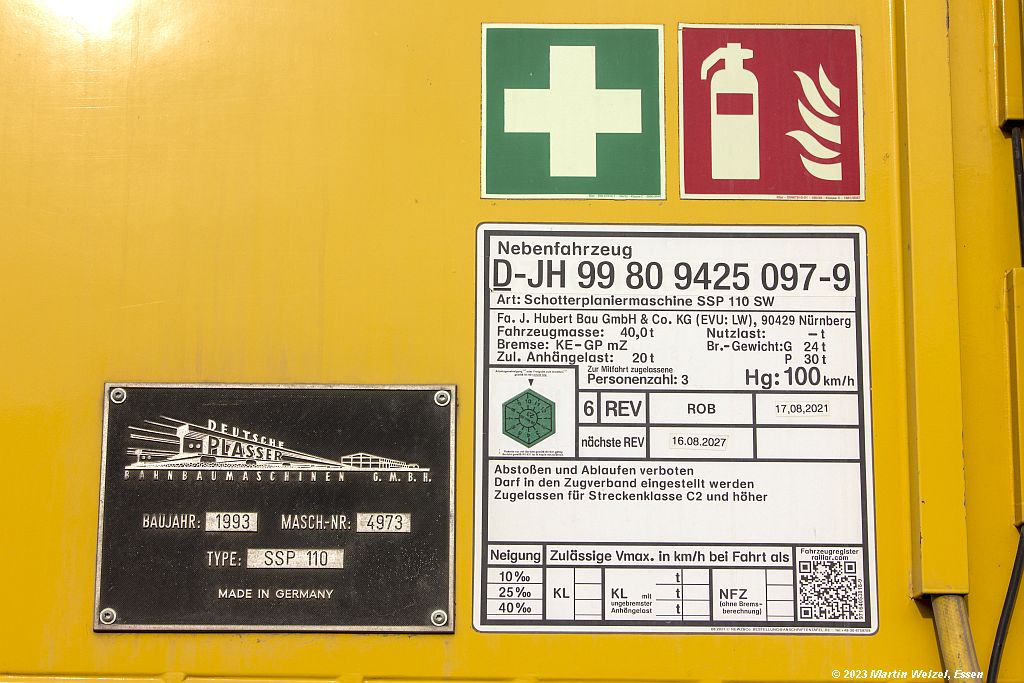 Nebenfahrzeug
D-JH 99 80 9425 097-9
Art: Schotterplaniermaschine SSP 110 SW
Fa. J. Hubert Bau GmbH & Co. KG (EVU: LW), 90429 Nürnberg
Fahrzeugmasse: 40,0 t Nutzlast: – t
Bremse: KE-GP mZ Br.-Gewicht: G 24 t
Zul. Anhängelast: 20 t P 30 t
Zur Mitfahrt zugelassene
Personenzahl: 3 Hg: 100 km/h
6 REV ROB 17.08.2021
nächste REV 16.08.2027
Abstoßen und Ablaufen verboten
Darf in den Zugverband eingestellt werden
Zugelassen für Streckenklasse C2 und höher
Neigung Zulässige Vmax. in km/h bei Fahrt als
Fahrzeugregister
railliar.com
10 ‰
25 ‰
40 ‰
KL
KL mit
ungebremster
Anhängelast
t
t
t
NFZ
(ohne Brems-
berechnung)
DEUTSCHE
PLASSER
BAHNBAUMASCHINEN G.M.B.H.
BAUJAHR: 1993 MASCH.-NR: 4973
TYPE: SSP 110
MADE IN GERMANY
© 2023 Martin Welzel, Essen